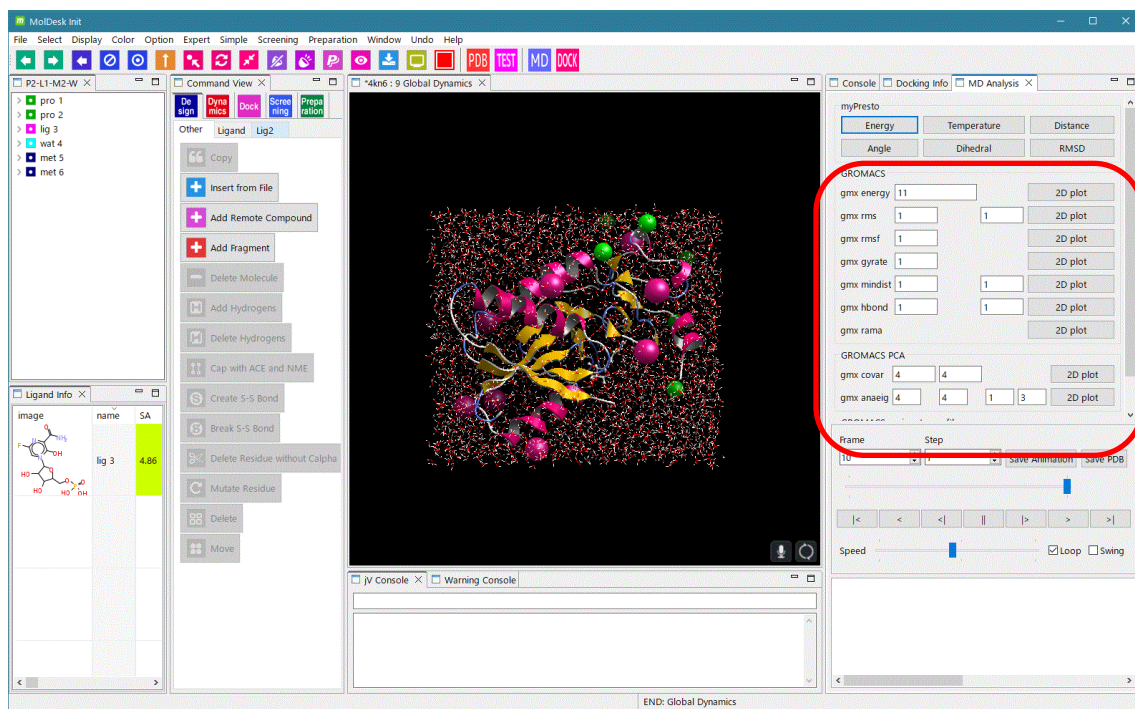 MolDesk Init
File Select Display Color Option Expert Simple Screening Preparation Window Undo Help
PDB TEST MD DOCK
P2-L1-M2-W
pro 1
pro 2
lig 3
wat 4
met 5
met 6
Ligand Info
image name SA
lig 3 4.86
Command View
Design Dynamics Dock Screening Preparation
Other Ligand Lig2
Copy
Insert from File
Add Remote Compound
Add Fragment
Delete Molecule
Add Hydrogens
Delete Hydrogens
Cap with ACE and NME
Create S-S Bond
Break S-S Bond
Delete Residue without Calpha
Mutate Residue
Delete
Move
*4kn6 : 9 Global Dynamics
jV Console Warning Console
Console Docking Info MD Analysis
myPresto
Energy Temperature Distance
Angle Dihedral RMSD
GROMACS
gmx energy 11 2D plot
gmx rms 1 1 2D plot
gmx rmsf 1 2D plot
gmx gyrate 1 2D plot
gmx mindist 1 1 2D plot
gmx hbond 1 1 2D plot
gmx rama 2D plot
GROMACS PCA
gmx covar 4 4 2D plot
gmx anaeig 4 4 1 3 2D plot
Frame Step
10 Save Animation Save PDB
|< < <| || |> > >|
Speed Loop Swing
END: Global Dynamics